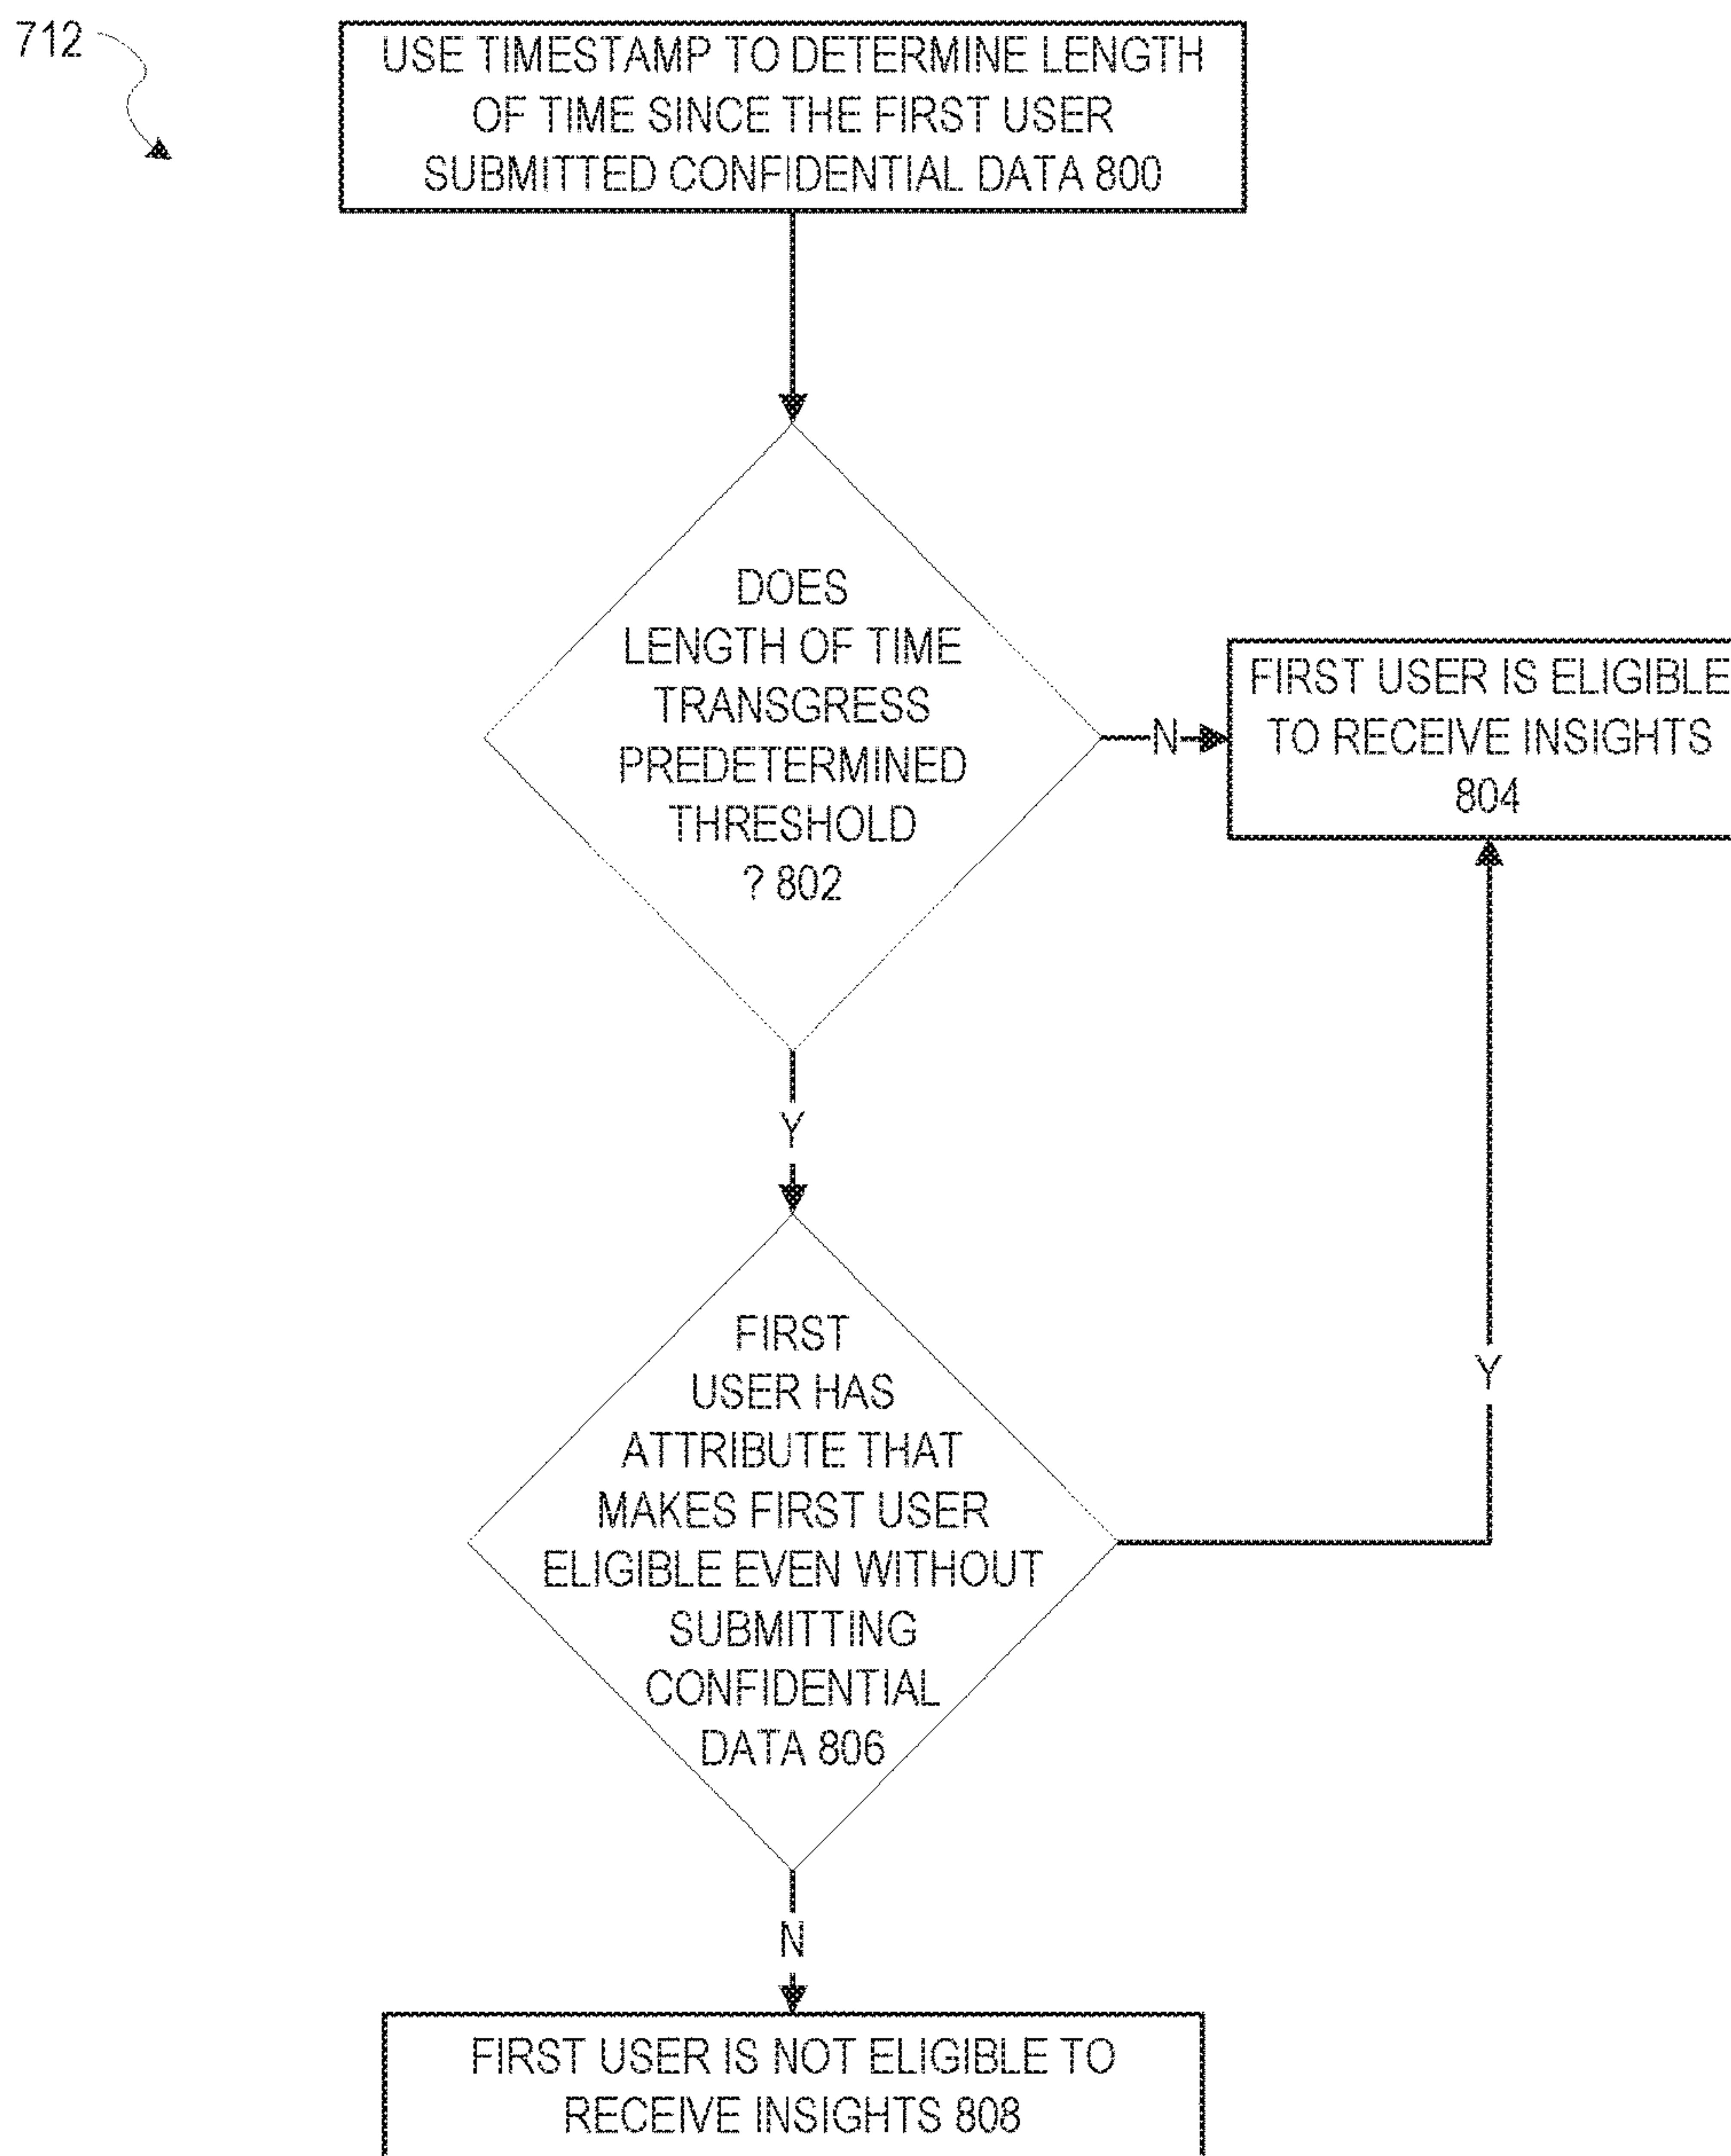 712
USE TIMESTAMP TO DETERMINE LENGTH
OF TIME SINCE THE FIRST USER
SUBMITTED CONFIDENTIAL DATA 800
DOES
LENGTH OF TIME
TRANSGRESS
PREDETERMINED
THRESHOLD
? 802
N
FIRST USER IS ELIGIBLE
TO RECEIVE INSIGHTS
804
Y
FIRST
USER HAS
ATTRIBUTE THAT
MAKES FIRST USER
ELIGIBLE EVEN WITHOUT
SUBMITTING
CONFIDENTIAL
DATA 806
Y
N
FIRST USER IS NOT ELIGIBLE TO
RECEIVE INSIGHTS 808